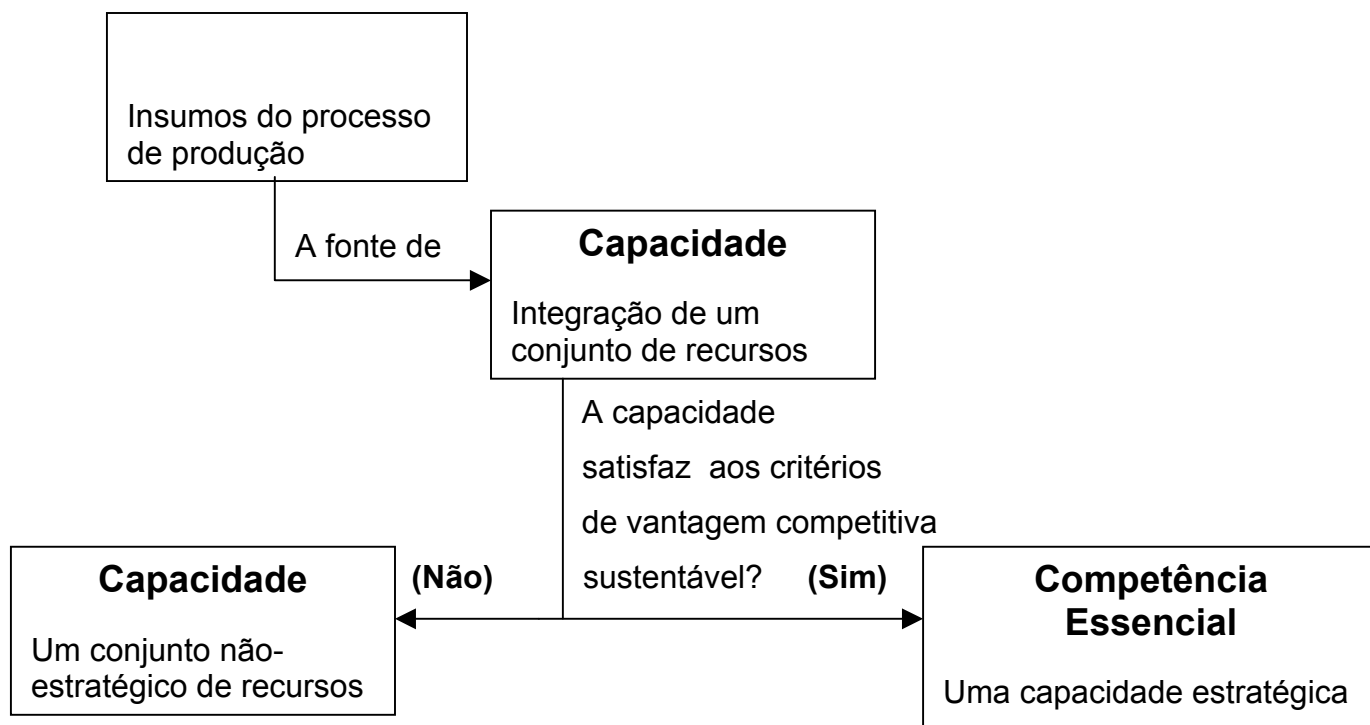 Insumos do processo
de produção
A fonte de
Capacidade
Integração de um
conjunto de recursos
A capacidade
satisfaz aos critérios
de vantagem competitiva
sustentável?
(Não)
(Sim)
Capacidade
Um conjunto não-
estratégico de recursos
Competência
Essencial
Uma capacidade estratégica